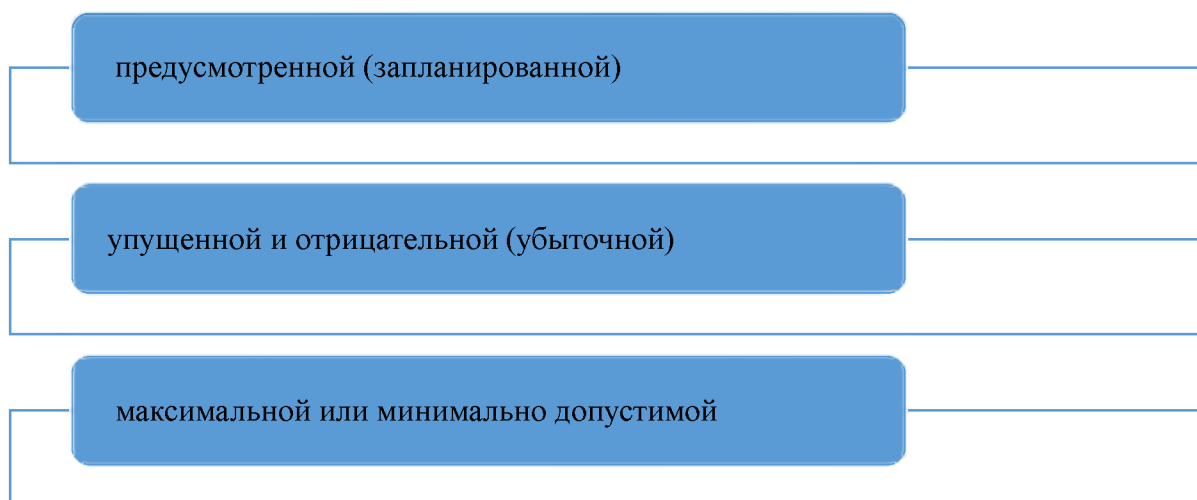 предусмотренной (запланированной)
упущенной и отрицательной (убыточной)
максимальной или минимально допустимой